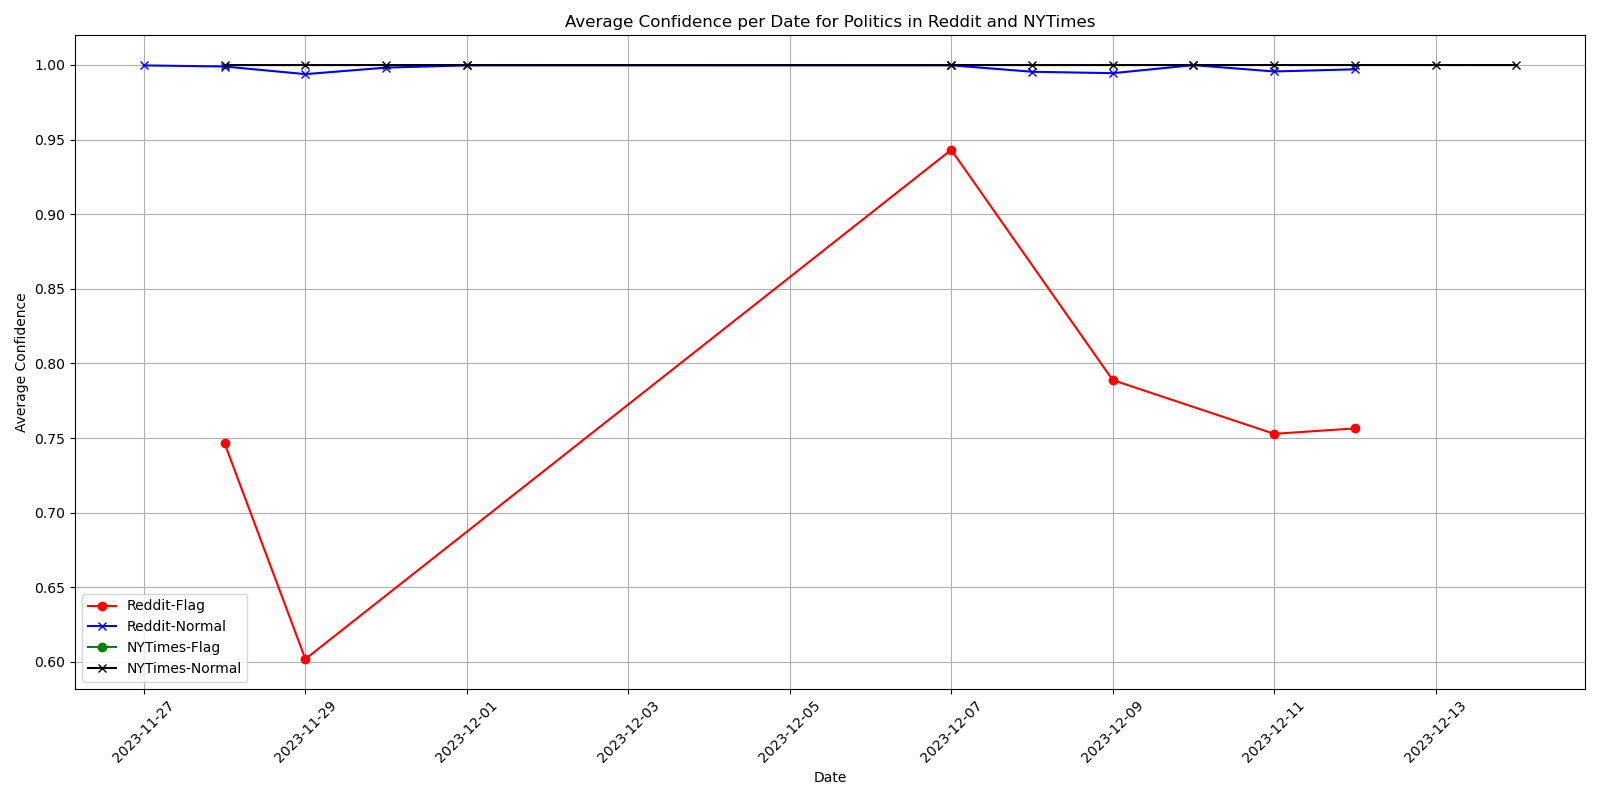 Average Confidence per Date for Politics in Reddit and NYTimes
Average Confidence
1.00
0.95
0.90
0.85
0.80
0.75
0.70
0.65
0.60
Reddit-Flag
Reddit-Normal
NYTimes-Flag
NYTimes-Normal
2023-11-27
2023-11-29
2023-12-01
2023-12-03
2023-12-05
2023-12-07
2023-12-09
2023-12-11
2023-12-13
Date